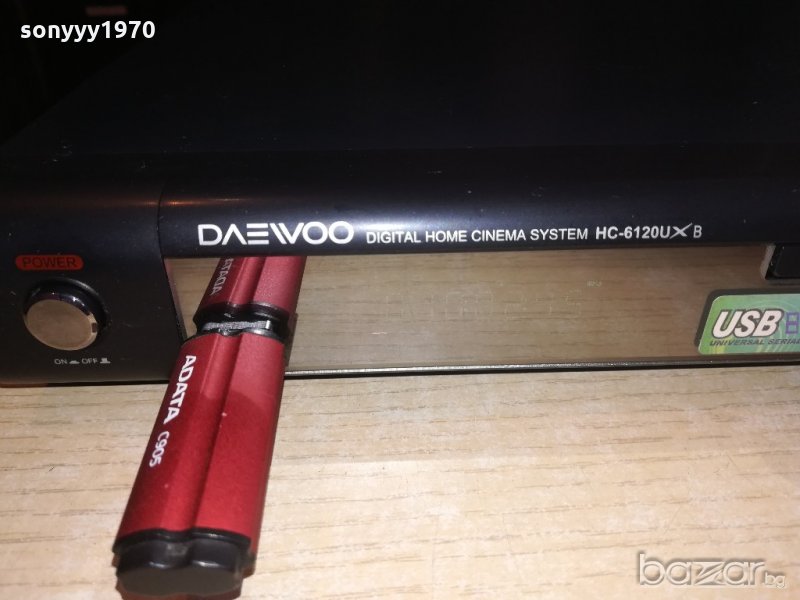 sonyyy1970
DAEWOO DIGITAL HOME CINEMA SYSTEM HC-6120UX B
POWER
ON OFF
USB
UNIVERSAL SERIAL
ADATA
ADATA C905
bazar.bg